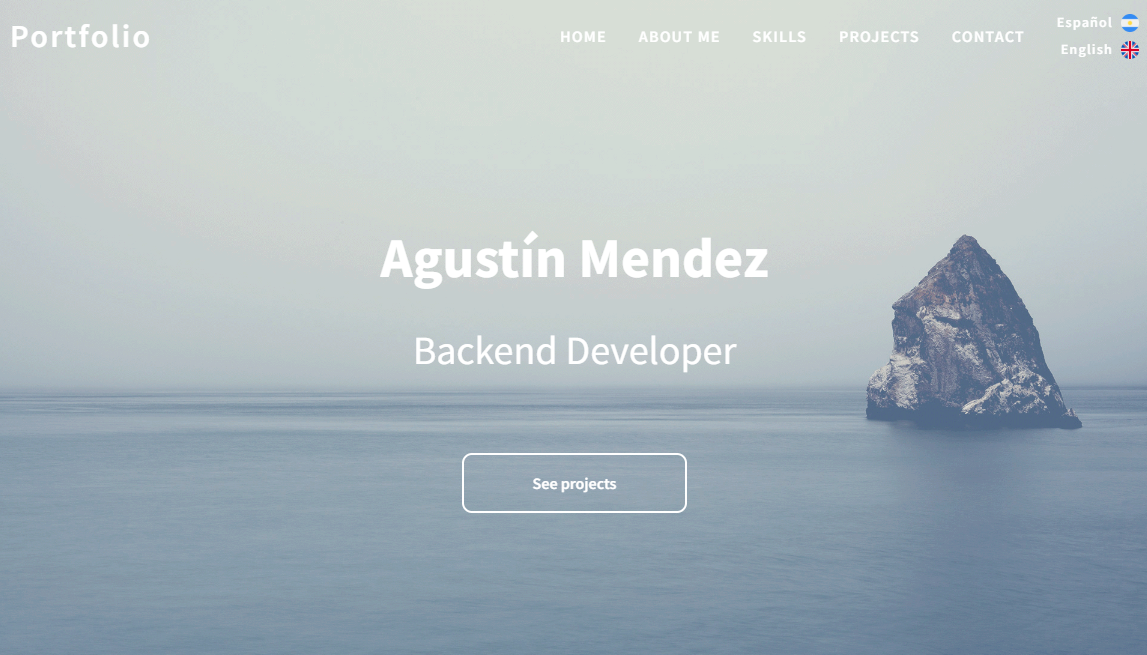 Portfolio
HOME ABOUT ME SKILLS PROJECTS CONTACT
Español
English
Agustín Mendez
Backend Developer
See projects